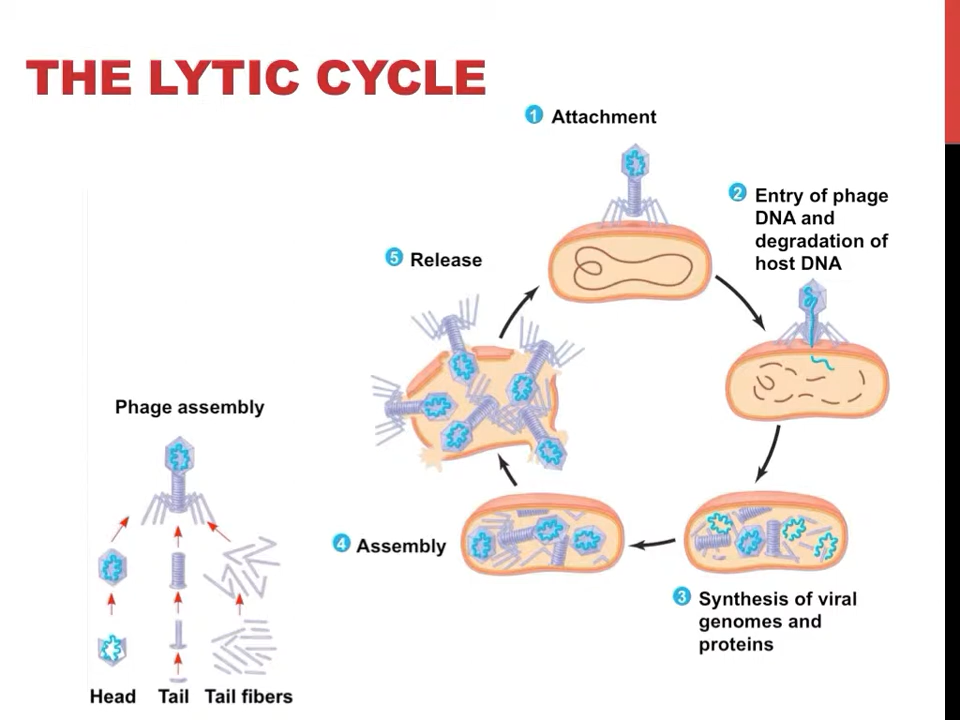 THE LYTIC CYCLE
1 Attachment
2 Entry of phage
DNA and
degradation of
host DNA
5 Release
Phage assembly
4 Assembly
3 Synthesis of viral
genomes and
proteins
Head Tail Tail fibers